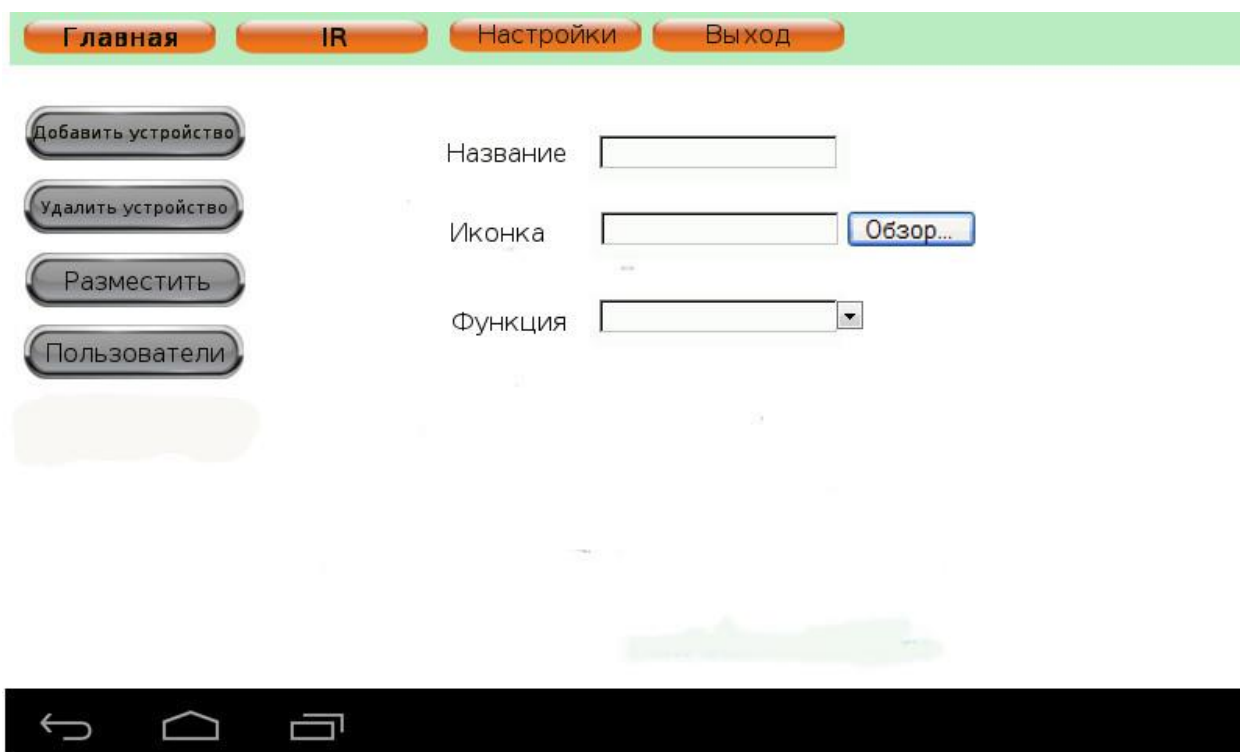 Главная IR Настройки Выход
Добавить устройство
Удалить устройство
Разместить
Пользователи
Название
Иконка Обзор...
Функция